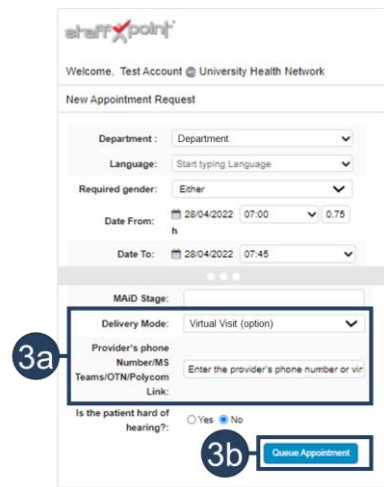 staffpoint
Welcome, Test Account @ University Health Network
New Appointment Request
Department : Department
Language: Start typing Language
Required gender: Either
Date From: 28/04/2022 07:00 0.75
h
Date To: 28/04/2022 07:45
MAiD Stage:
Delivery Mode: Virtual Visit (option)
Provider's phone
Number/MS
Teams/OTN/Polycom
Link:
Enter the provider's phone number or vir
3a
Is the patient hard of
hearing?:
Yes No
3b
Queue Appointment